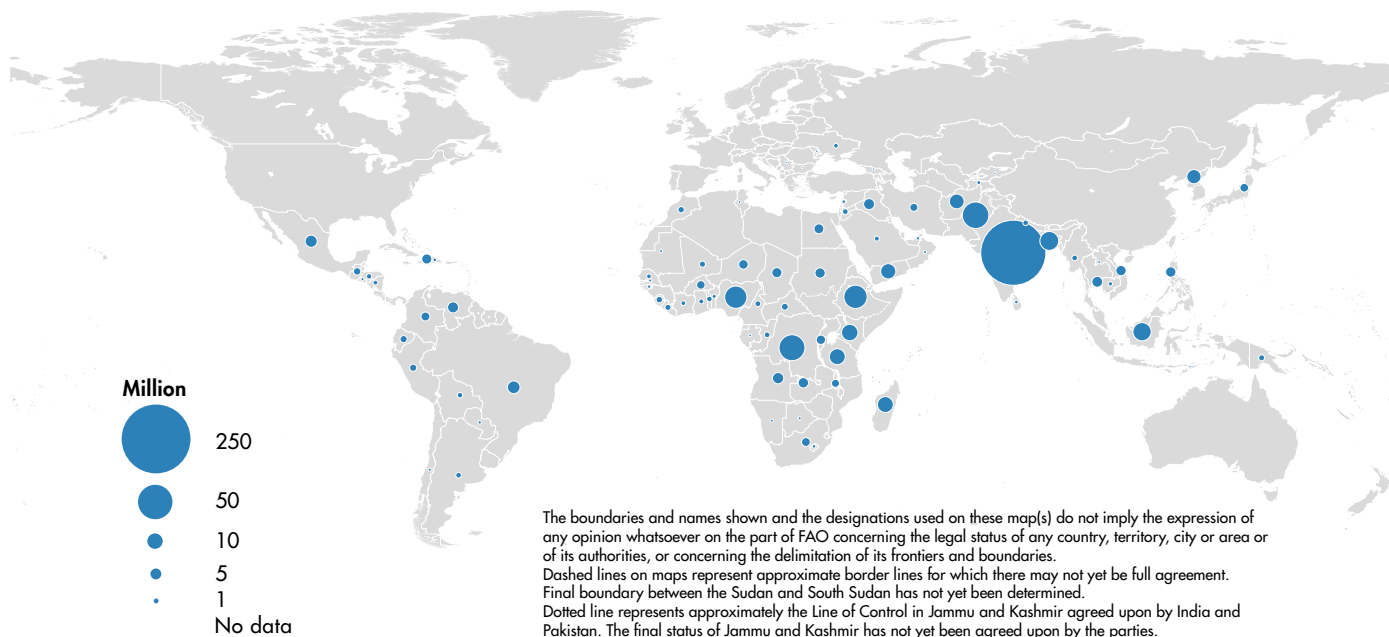 Million
250
50
10
5
1
No data
The boundaries and names shown and the designations used on these map(s) do not imply the expression of
any opinion whatsoever on the part of FAO concerning the legal status of any country, territory, city or area or
of its authorities, or concerning the delimitation of its frontiers and boundaries.
Dashed lines on maps represent approximate border lines for which there may not yet be full agreement.
Final boundary between the Sudan and South Sudan has not yet been determined.
Dotted line represents approximately the Line of Control in Jammu and Kashmir agreed upon by India and
Pakistan. The final status of Jammu and Kashmir has not yet been agreed upon by the parties.